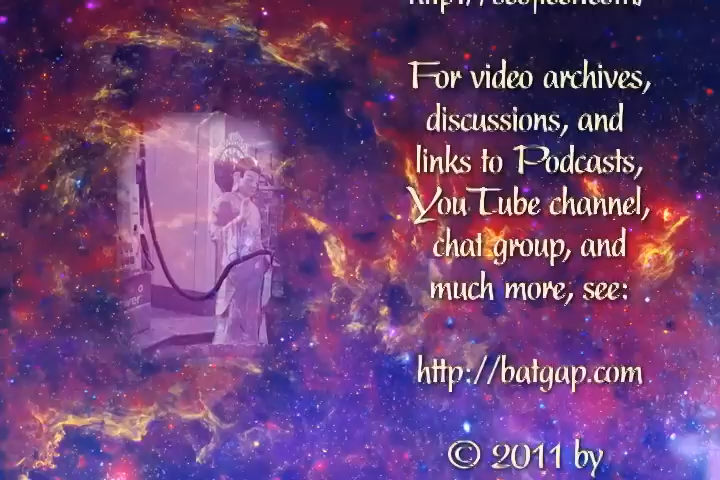 For video archives,
discussions, and
links to Podcasts,
YouTube channel,
chat group, and
much more, see:
http://batgap.com
© 2011 by